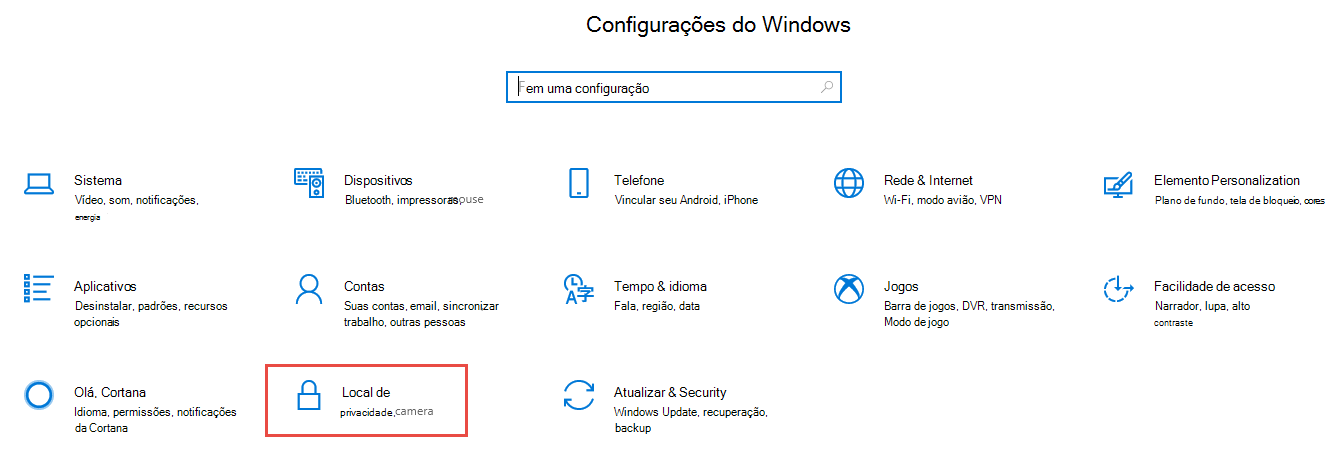 Configurações do Windows
Fem uma configuração
Sistema
Vídeo, som, notificações,
energia
Dispositivos
Bluetooth, impressoras, mouse
Telefone
Vincular seu Android, iPhone
Rede & Internet
Wi-Fi, modo avião, VPN
Elemento Personalization
Plano de fundo, tela de bloqueio, cores
Aplicativos
Desinstalar, padrões, recursos
opcionais
Contas
Suas contas, email, sincronizar
trabalho, outras pessoas
Tempo & idioma
Fala, região, data
Jogos
Barra de jogos, DVR, transmissão,
Modo de jogo
Facilidade de acesso
Narrador, lupa, alto
contraste
Olá, Cortana
Idioma, permissões, notificações
da Cortana
Local de
privacidade, camera
Atualizar & Security
Windows Update, recuperação,
backup